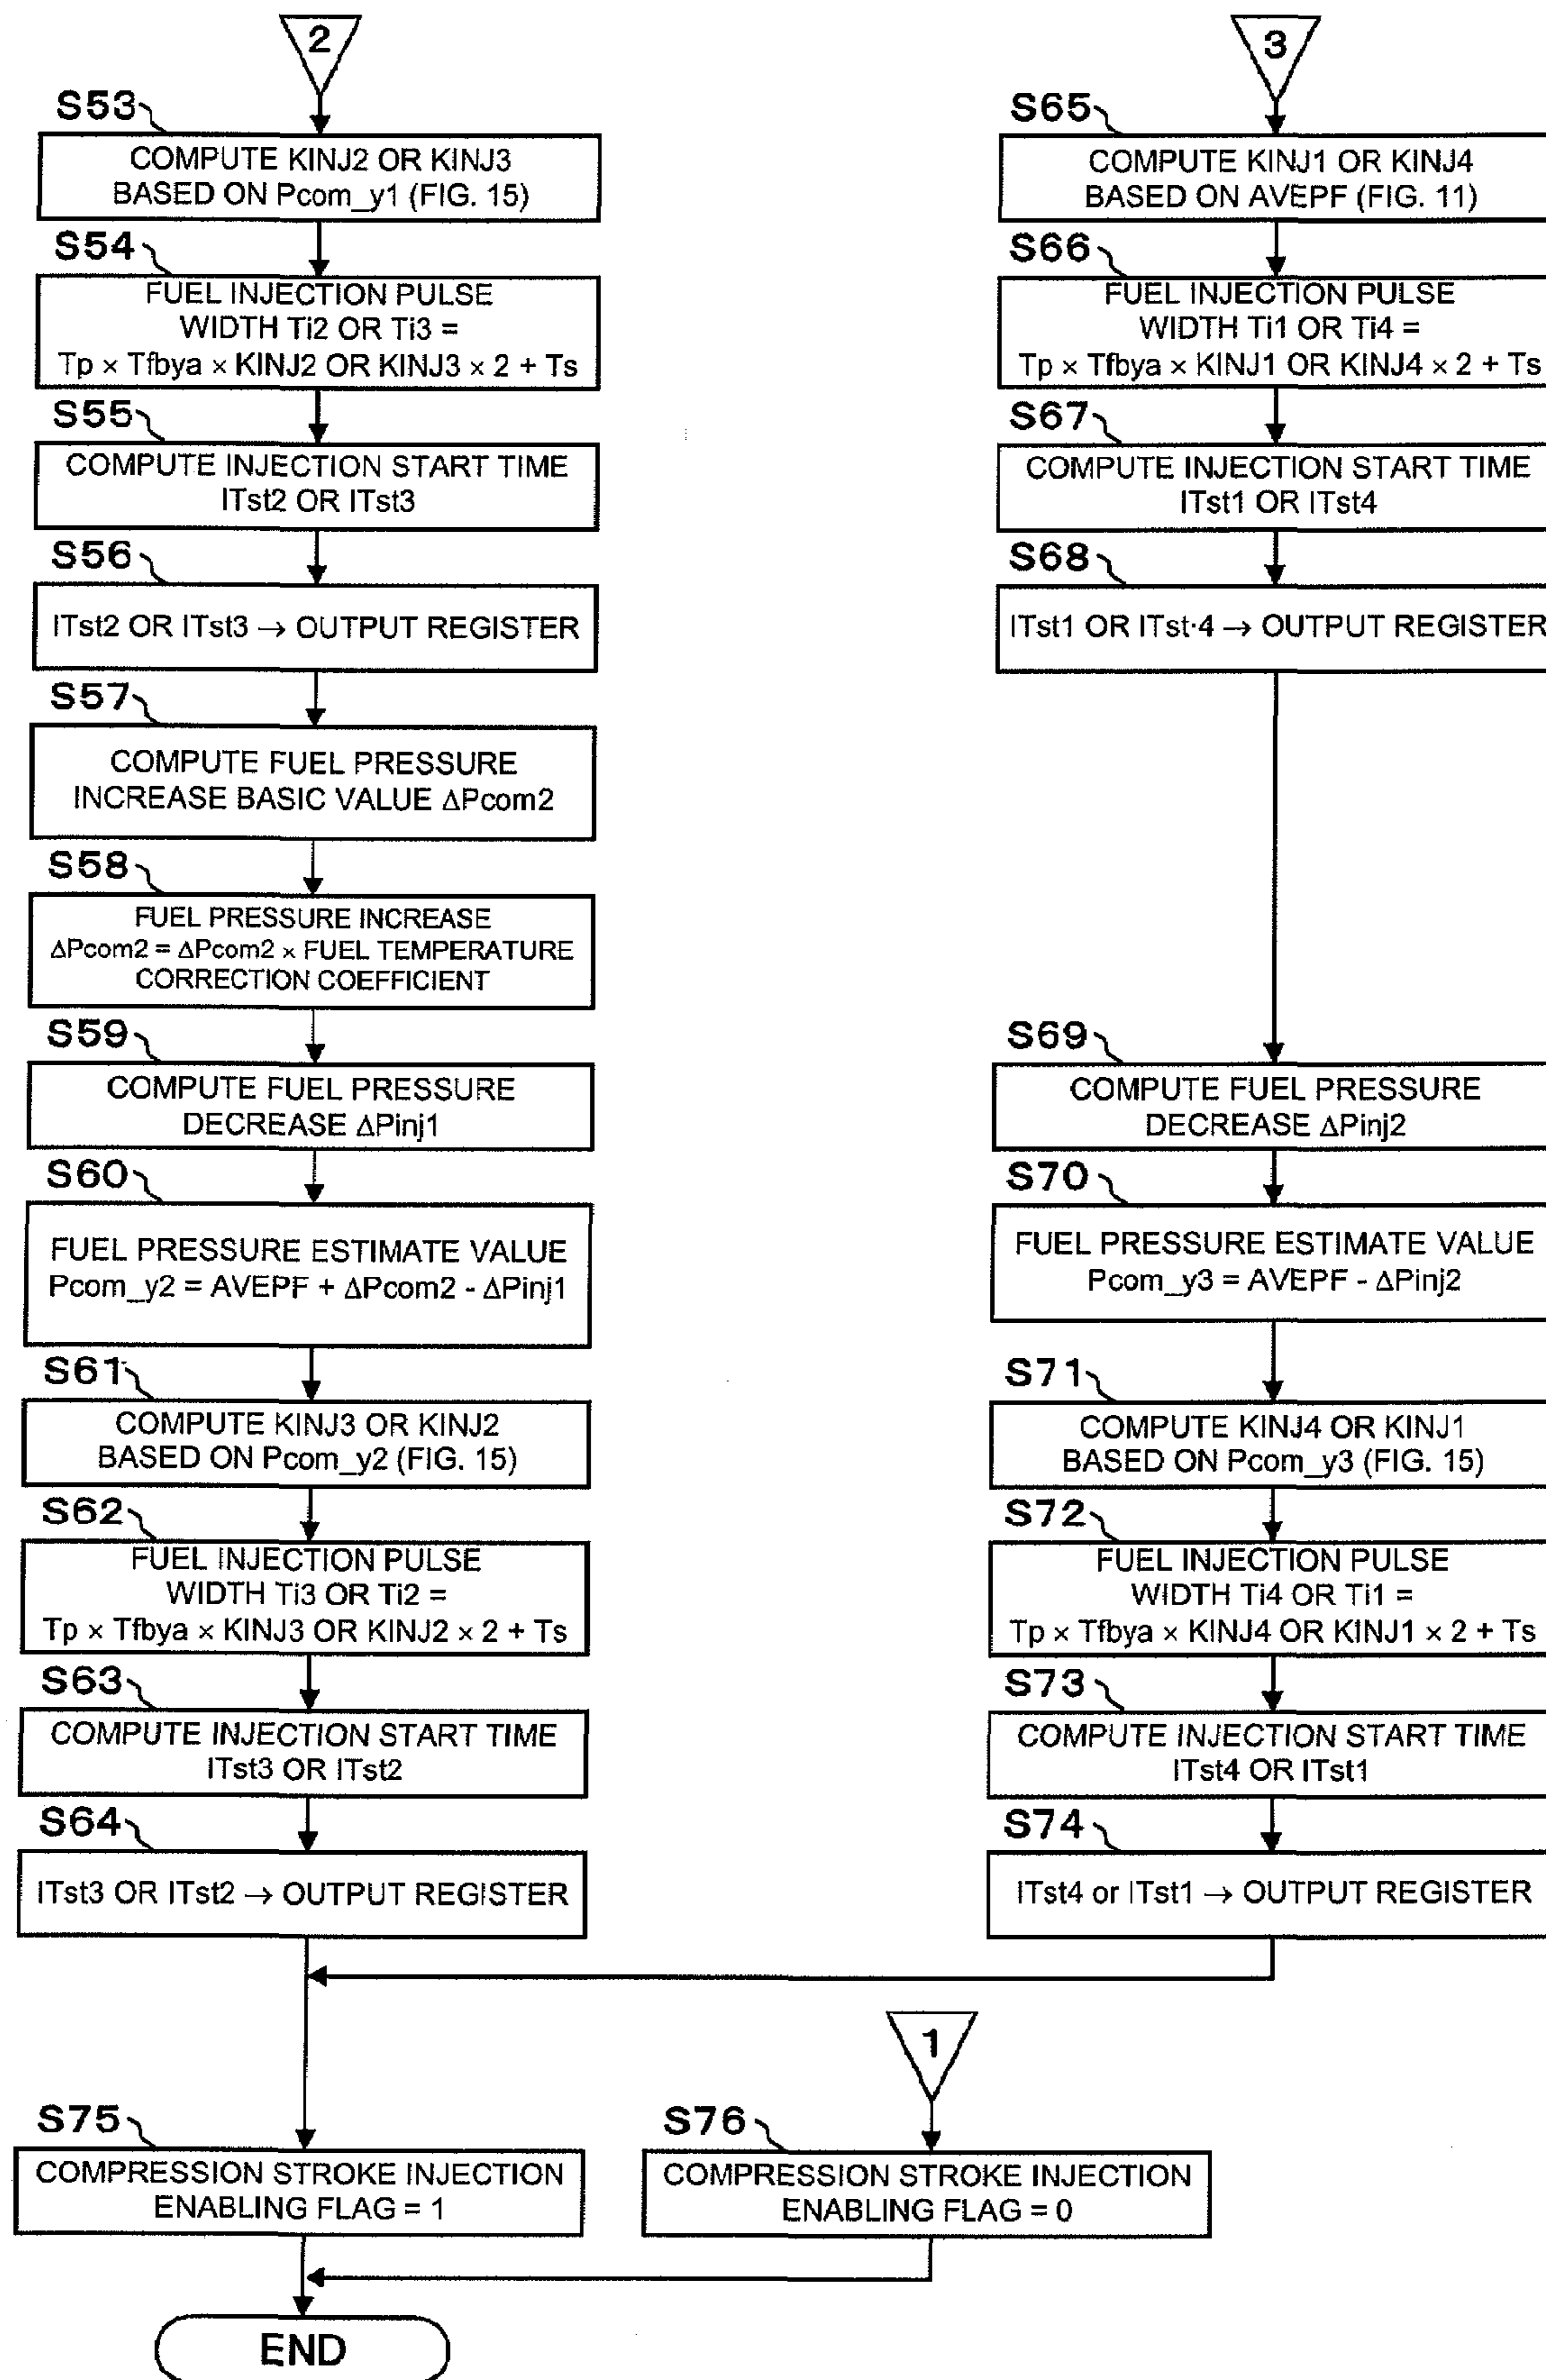 2
S53
COMPUTE KINJ2 OR KINJ3
BASED ON Pcom_y1 (FIG. 15)
S54
FUEL INJECTION PULSE
WIDTH Ti2 OR Ti3 =
Tp × Tfbya × KINJ2 OR KINJ3 × 2 + Ts
S55
COMPUTE INJECTION START TIME
ITst2 OR ITst3
S56
ITst2 OR ITst3 → OUTPUT REGISTER
S57
COMPUTE FUEL PRESSURE
INCREASE BASIC VALUE ΔPcom2
S58
FUEL PRESSURE INCREASE
ΔPcom2 = ΔPcom2 × FUEL TEMPERATURE
CORRECTION COEFFICIENT
S59
COMPUTE FUEL PRESSURE
DECREASE ΔPinj1
S60
FUEL PRESSURE ESTIMATE VALUE
Pcom_y2 = AVEPF + ΔPcom2 - ΔPinj1
S61
COMPUTE KINJ3 OR KINJ2
BASED ON Pcom_y2 (FIG. 15)
S62
FUEL INJECTION PULSE
WIDTH Ti3 OR Ti2 =
Tp × Tfbya × KINJ3 OR KINJ2 × 2 + Ts
S63
COMPUTE INJECTION START TIME
ITst3 OR ITst2
S64
ITst3 OR ITst2 → OUTPUT REGISTER
3
S65
COMPUTE KINJ1 OR KINJ4
BASED ON AVEPF (FIG. 11)
S66
FUEL INJECTION PULSE
WIDTH Ti1 OR Ti4 =
Tp × Tfbya × KINJ1 OR KINJ4 × 2 + Ts
S67
COMPUTE INJECTION START TIME
ITst1 OR ITst4
S68
ITst1 OR ITst·4 → OUTPUT REGISTER
S69
COMPUTE FUEL PRESSURE
DECREASE ΔPinj2
S70
FUEL PRESSURE ESTIMATE VALUE
Pcom_y3 = AVEPF - ΔPinj2
S71
COMPUTE KINJ4 OR KINJ1
BASED ON Pcom_y3 (FIG. 15)
S72
FUEL INJECTION PULSE
WIDTH Ti4 OR Ti1 =
Tp × Tfbya × KINJ4 OR KINJ1 × 2 + Ts
S73
COMPUTE INJECTION START TIME
ITst4 OR ITst1
S74
ITst4 or ITst1 → OUTPUT REGISTER
S75
COMPRESSION STROKE INJECTION
ENABLING FLAG = 1
1
S76
COMPRESSION STROKE INJECTION
ENABLING FLAG = 0
END